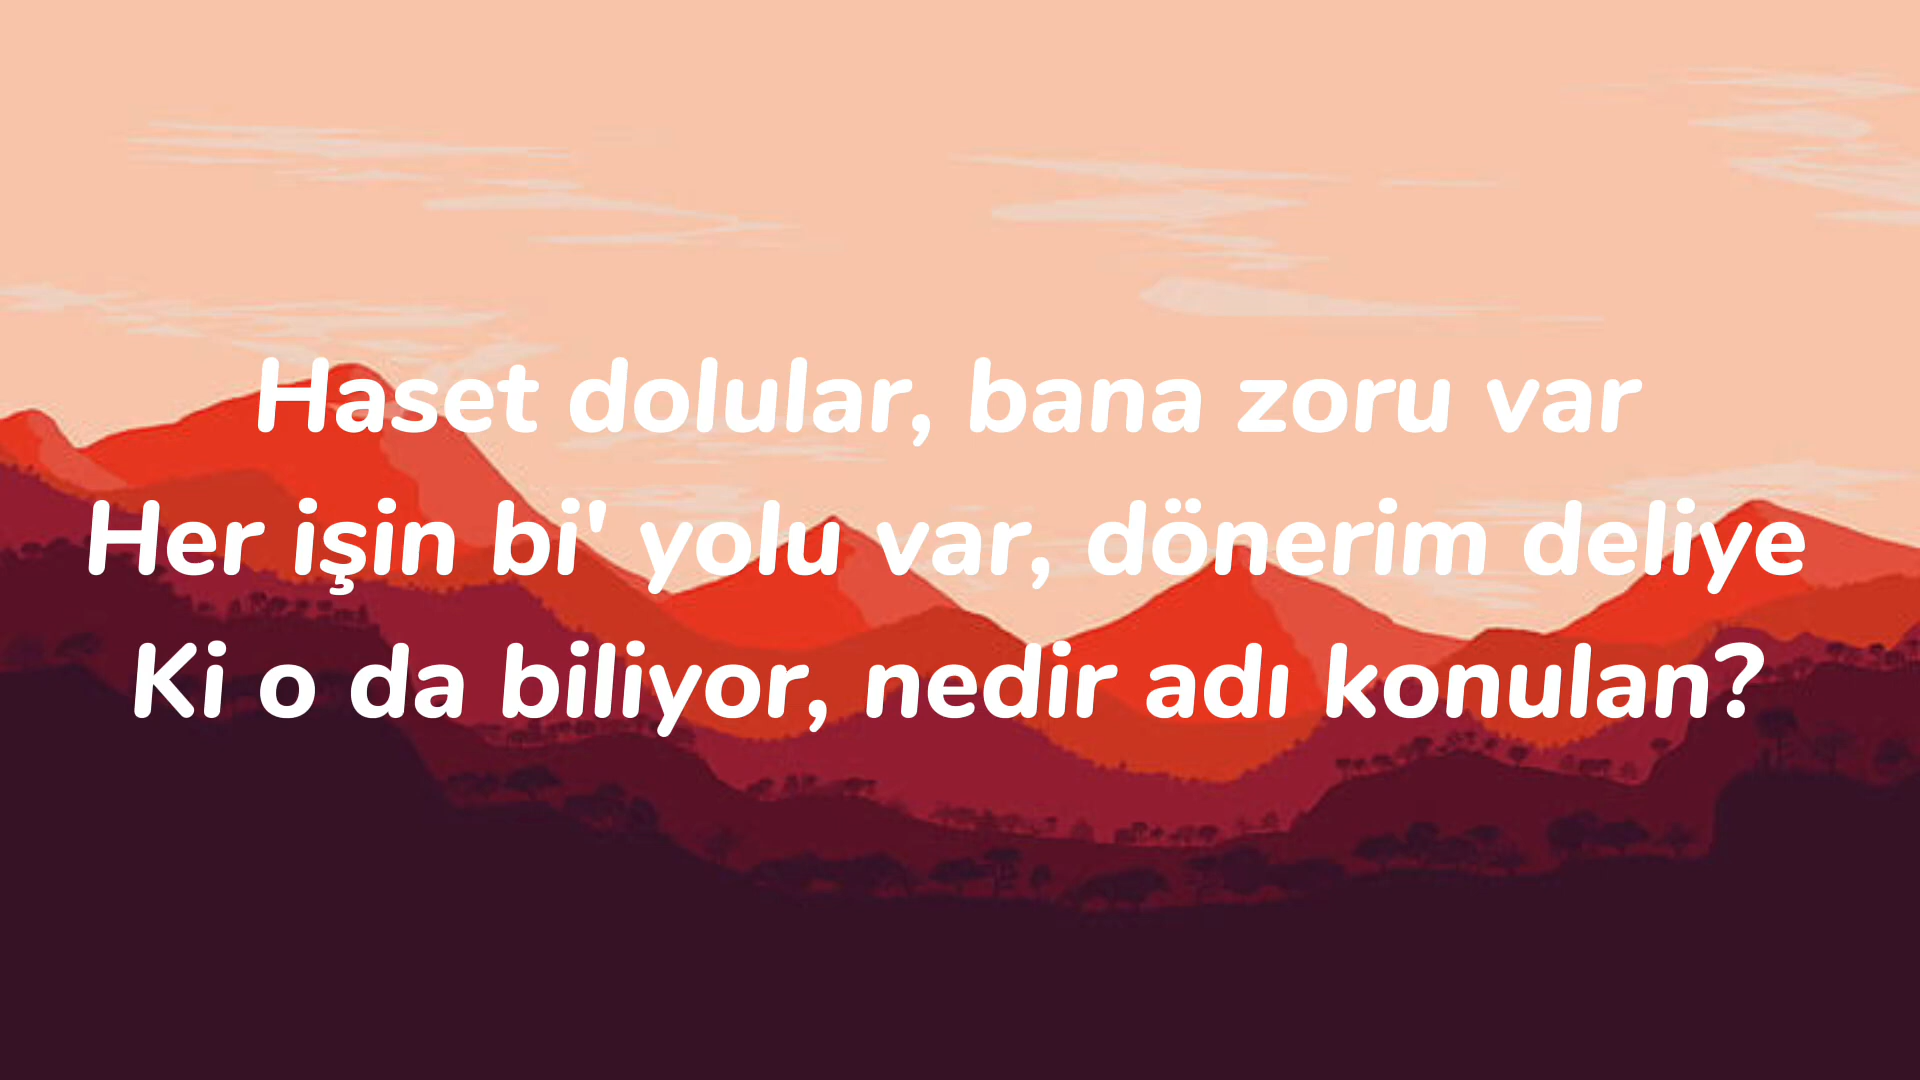 Haset dolular, bana zoru var
Her işin bi' yolu var, dönerim deliye
Ki o da biliyor, nedir adı konulan?